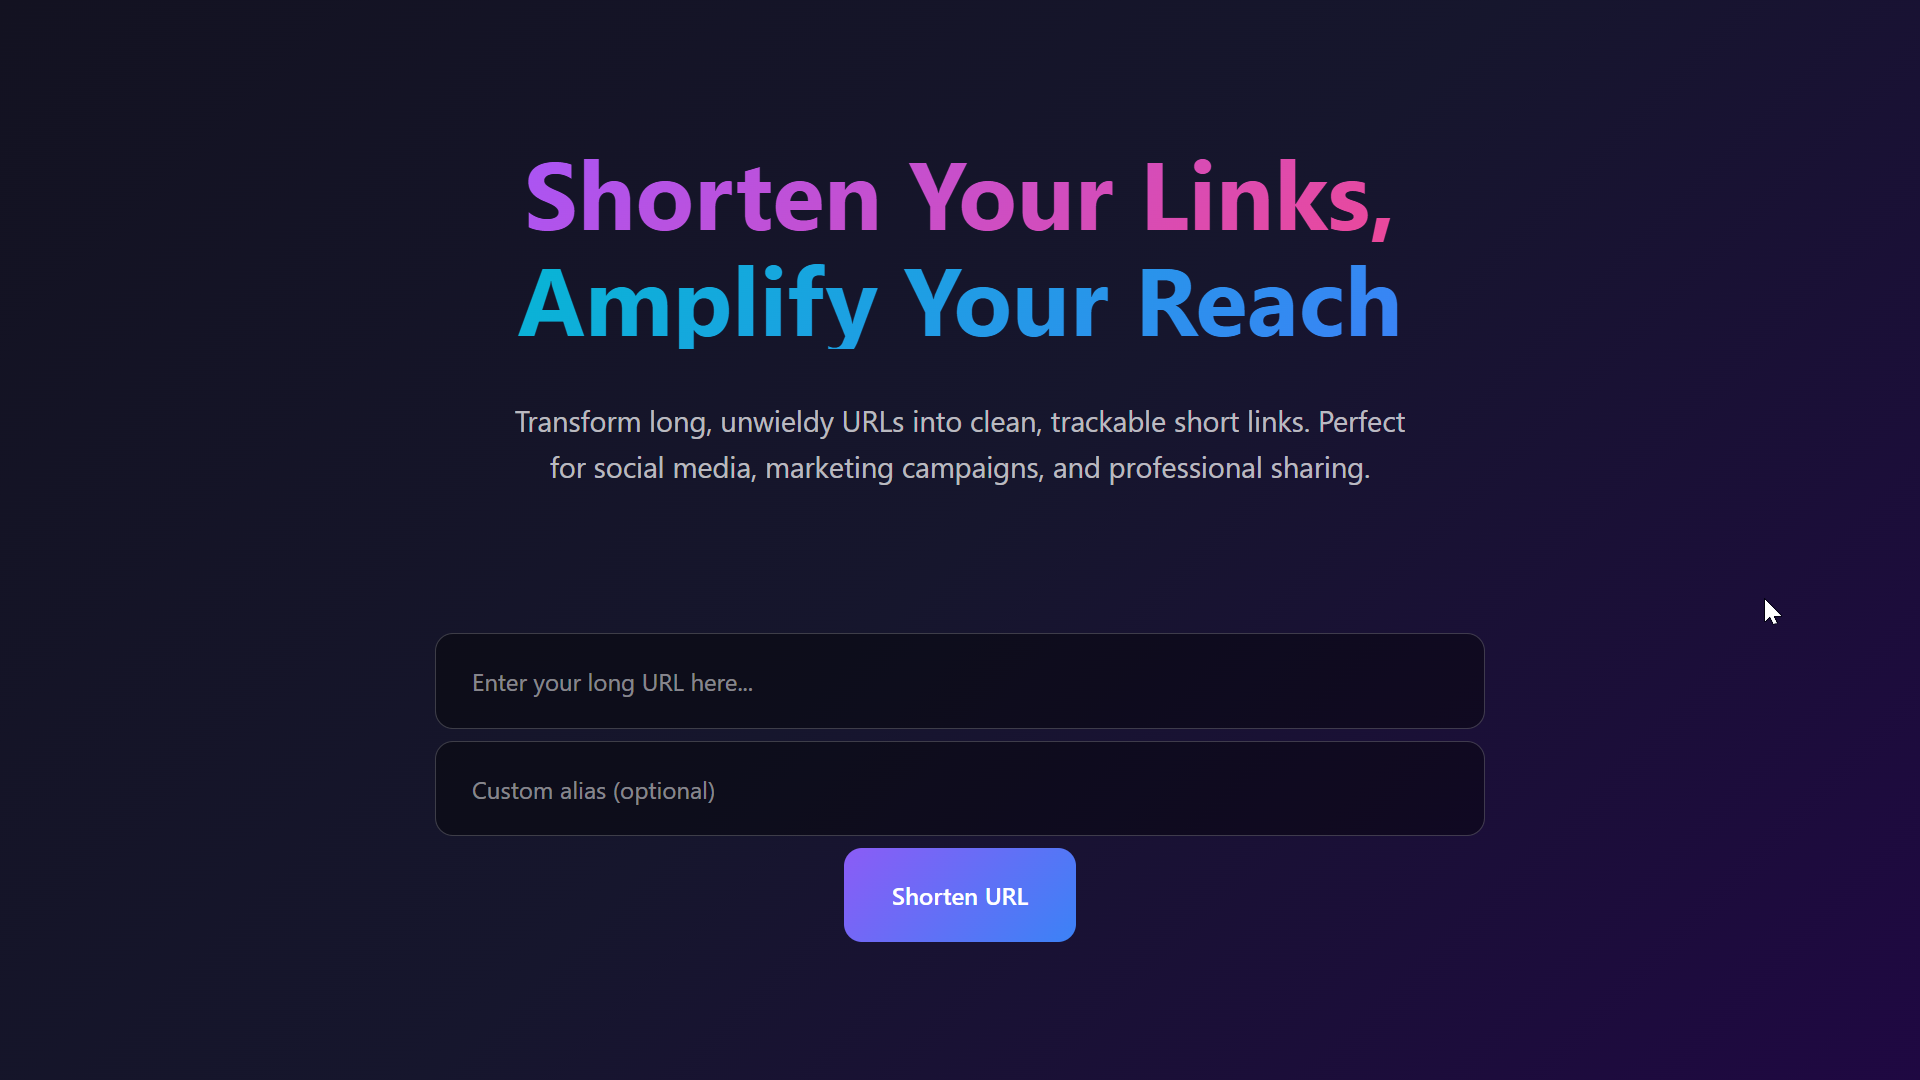 Shorten Your Links,
Amplify Your Reach
Transform long, unwieldy URLs into clean, trackable short links. Perfect
for social media, marketing campaigns, and professional sharing.
Enter your long URL here...
Custom alias (optional)
Shorten URL